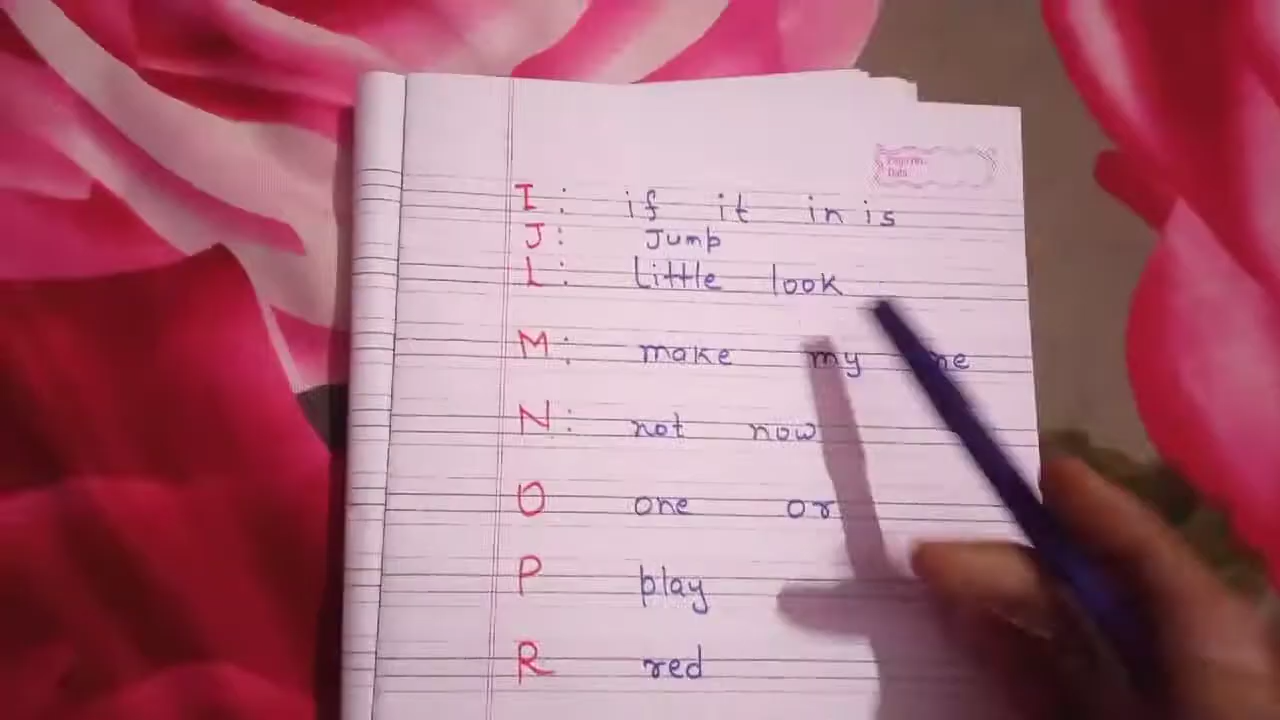 I : if it in is
J : Jump
L : little look
M : make my
N : not now
O one or
P play
R red